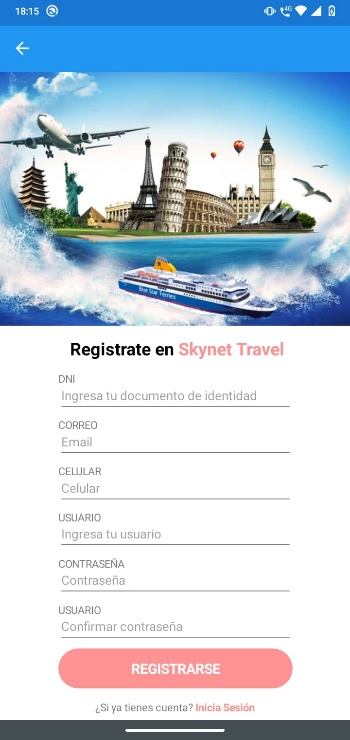 18:15
4G
Blue Star Ferries
Registrate en Skynet Travel
DNI
Ingresa tu documento de identidad
CORREO
Email
CELULAR
Celular
USUARIO
Ingresa tu usuario
CONTRASEÑA
Contraseña
USUARIO
Confirmar contraseña
REGISTRARSE
¿Si ya tienes cuenta? Inicia Sesión